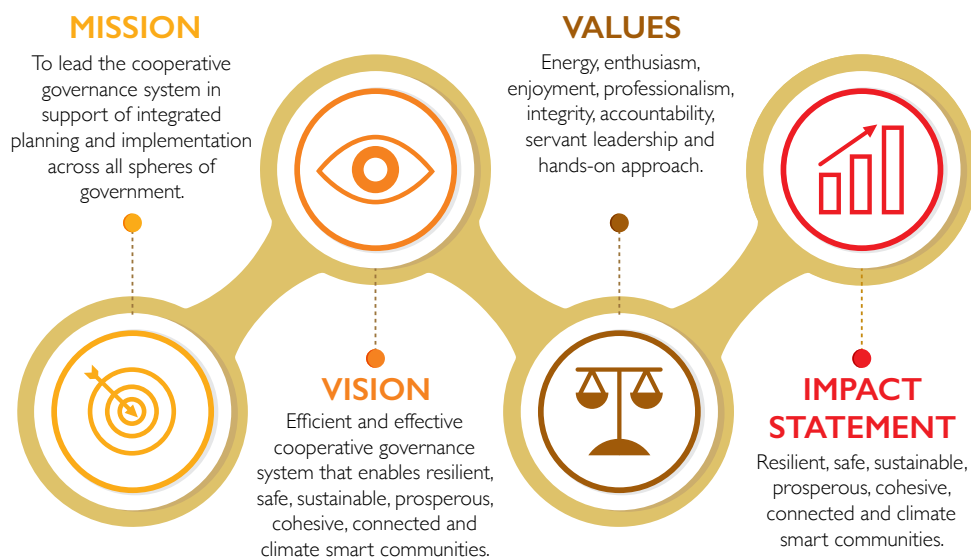 MISSION
To lead the cooperative
governance system in
support of integrated
planning and implementation
across all spheres of
government.
VISION
Efficient and effective
cooperative governance
system that enables resilient,
safe, sustainable, prosperous,
cohesive, connected and
climate smart communities.
VALUES
Energy, enthusiasm,
enjoyment, professionalism,
integrity, accountability,
servant leadership and
hands-on approach.
IMPACT
STATEMENT
Resilient, safe, sustainable,
prosperous, cohesive,
connected and climate
smart communities.